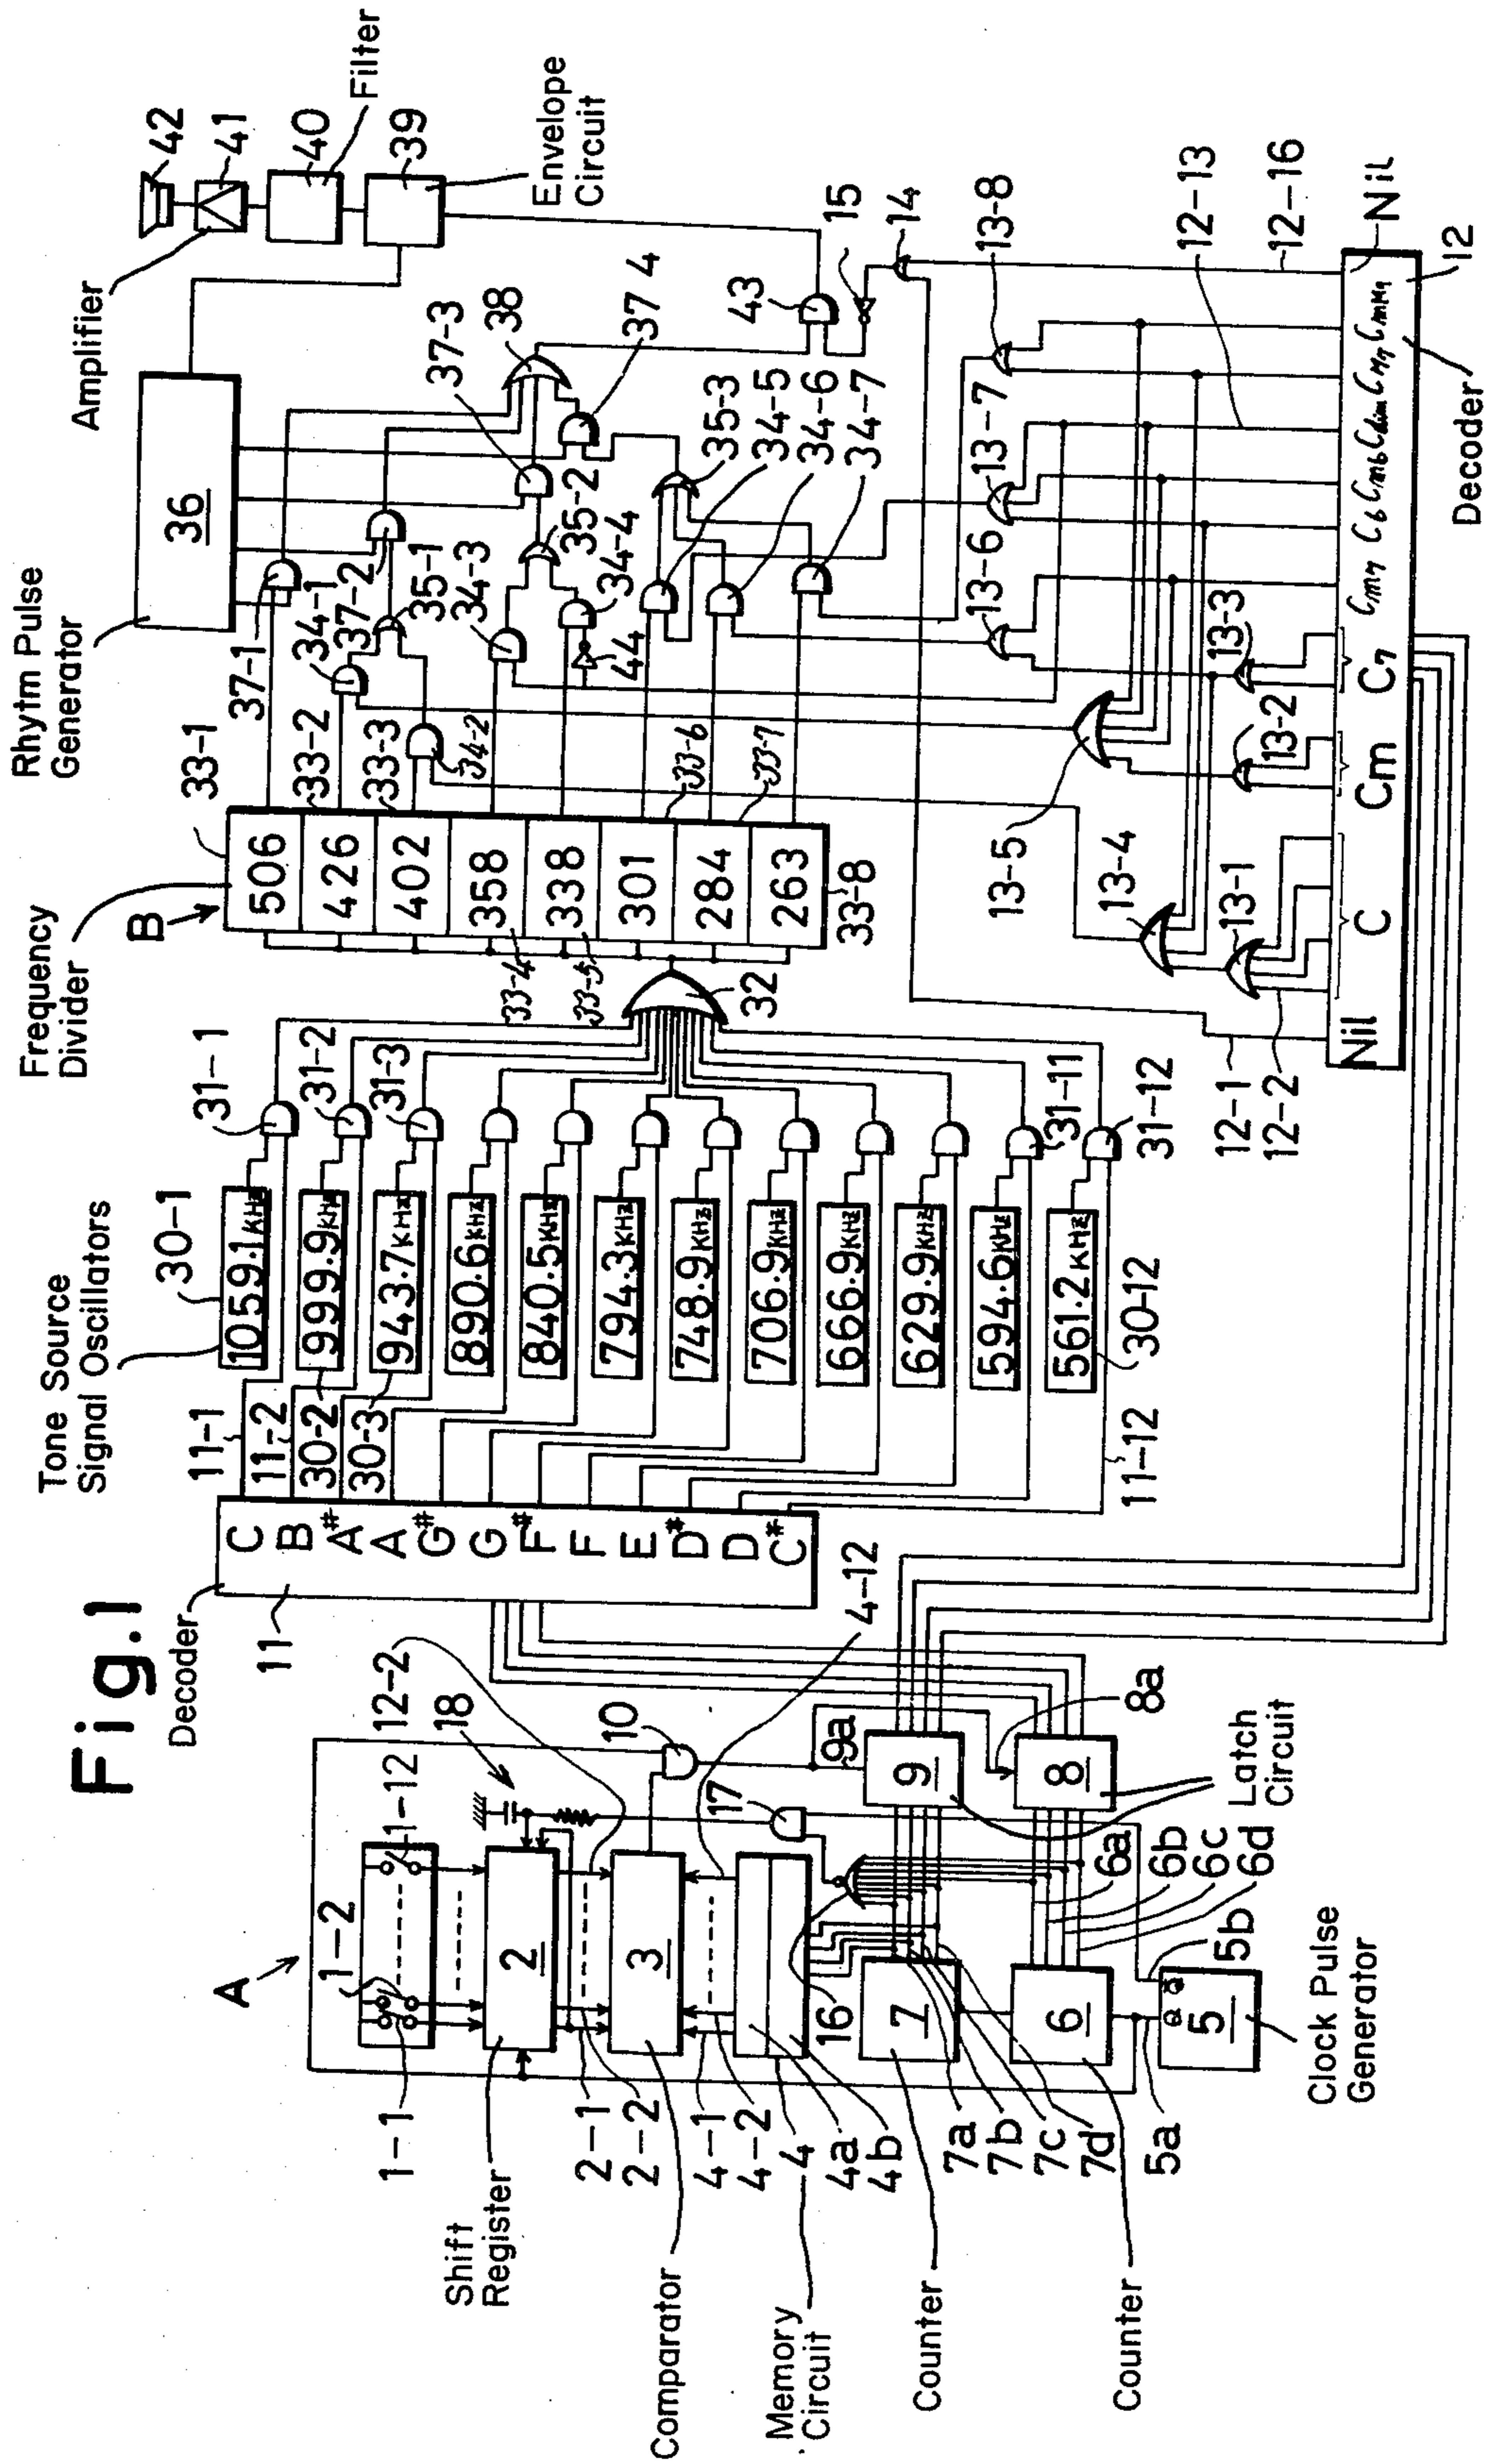 Fig.1
A
1-1
1-2
1-12
Shift
Register
2
18
12-2
2-1
2-2
Comparator
3
10
4-1
4-2
4
4a
4b
4-12
Memory
Circuit
16
17
Counter
7
7a
7b
7c
7d
9
9a
Counter
6
6a
6b
6c
6d
8
8a
Latch
Circuit
5a
5b
Q
Q
5
Clock Pulse
Generator
Decoder
11
C
B
A#
A
G#
G
F#
F
E
D#
D
C#
11-1
11-2
11-12
Tone Source
Signal Oscillators
30-1
30-2
30-3
30-12
1059.1KHz
999.9KHz
943.7KHz
890.6KHz
840.5KHz
794.3KHz
748.9KHz
706.9KHz
666.9KHz
629.9KHz
594.6KHz
561.2KHz
31-1
31-2
31-3
31-11
31-12
32
Frequency
Divider
B
33-1
33-2
33-3
33-4
33-5
33-6
33-7
33-8
506
426
402
358
338
301
284
263
Rhytm Pulse
Generator
36
37-1
34-1
37-2
35-1
34-3
34-2
35-2
34-4
44
37-3
38
37 4
35-3
34-5
34-6
34-7
43
15
14
Amplifier
42
41
40
Filter
39
Envelope
Circuit
13-8
13-7
13-6
13-5
13-4
13-3
13-2
13-1
12-1
12-2
12-13
12-16
Nil
C
Cm
C7
Cm7
C6
Cm6
Cdim
CM7
CmM7
Nil
12
Decoder